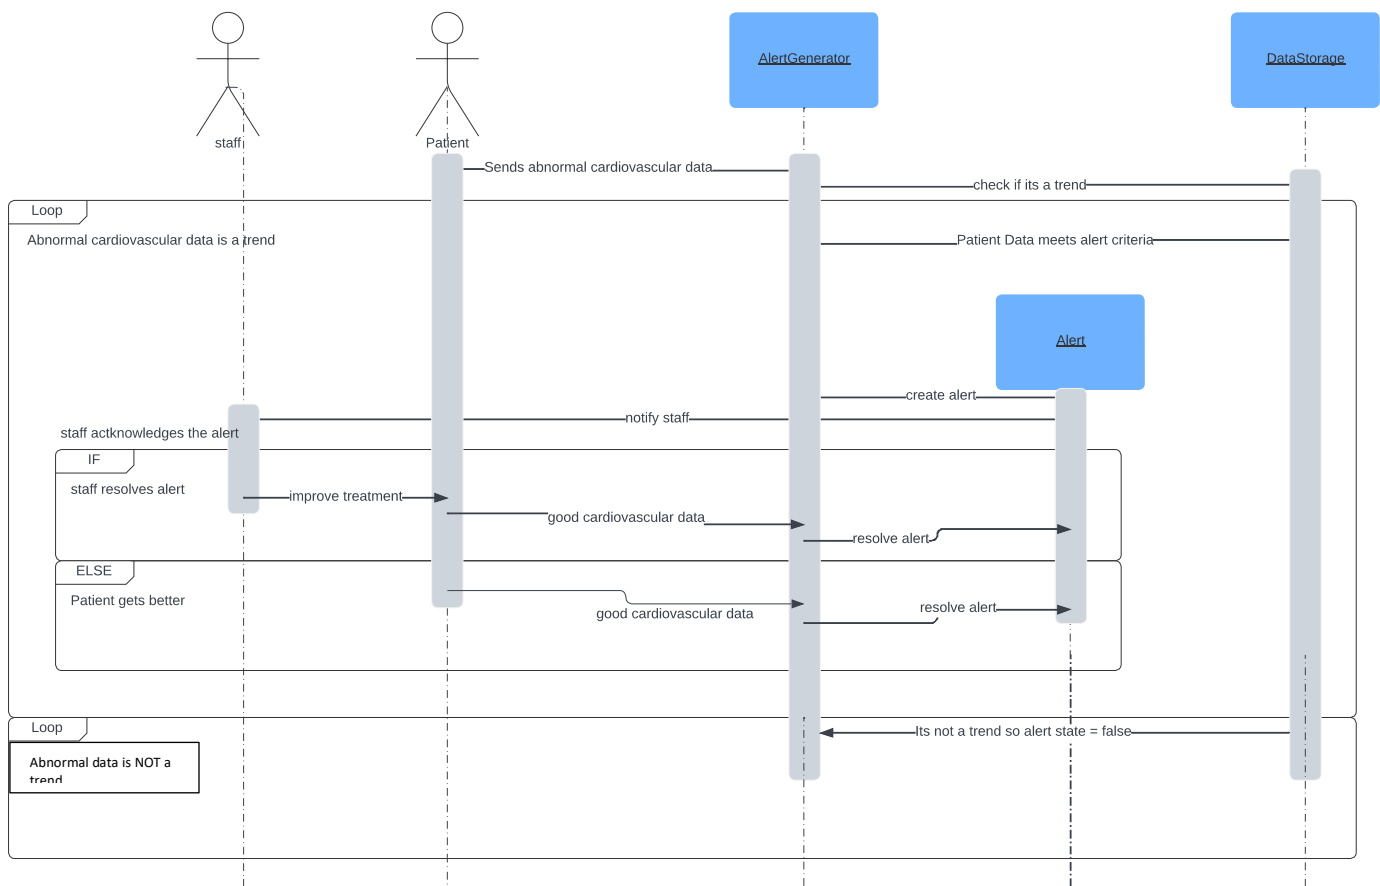 AlertGenerator
DataStorage
staff
Patient
Sends abnormal cardiovascular data
check if its a trend
Loop
Abnormal cardiovascular data is a trend
Patient Data meets alert criteria
Alert
create alert
notify staff
staff actknowledges the alert
IF
staff resolves alert
improve treatment
good cardiovascular data
resolve alert
ELSE
Patient gets better
resolve alert
good cardiovascular data
Loop
Its not a trend so alert state = false
Abnormal data is NOT a
trend